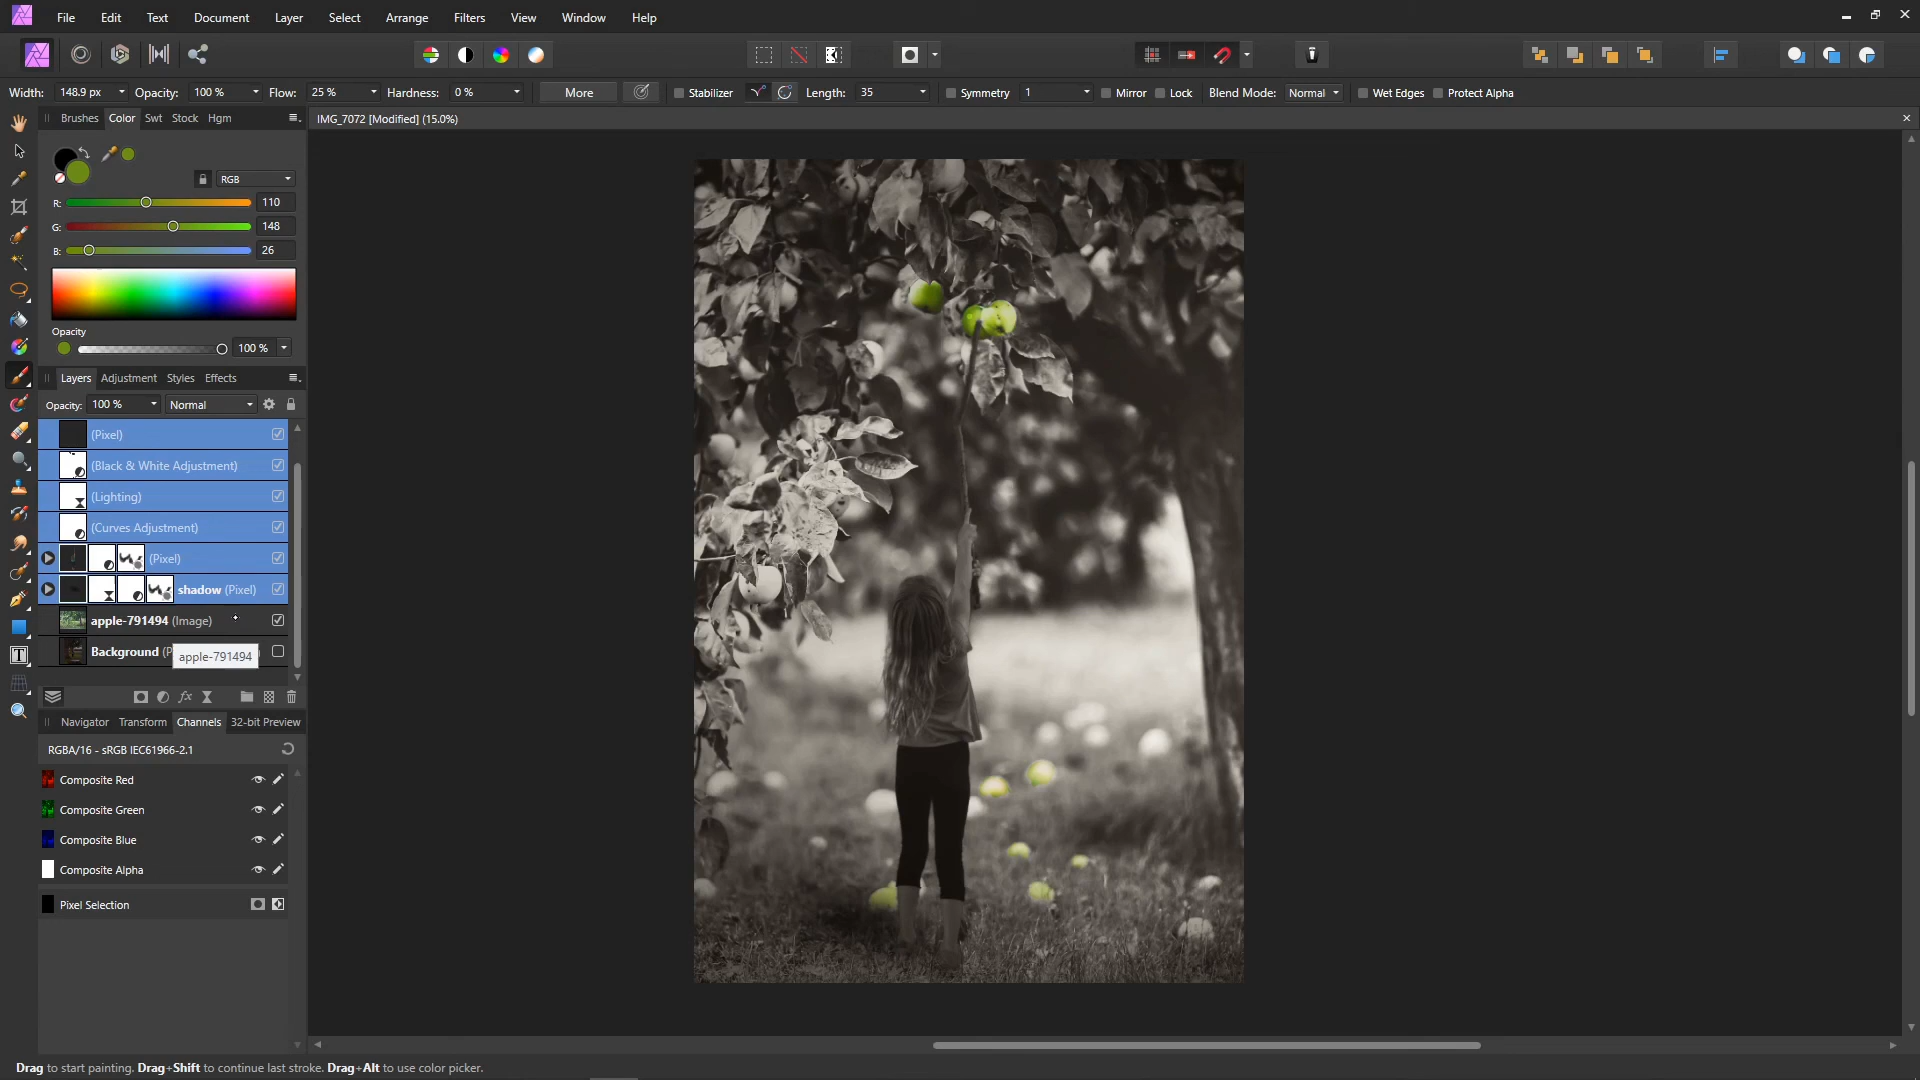 File Edit Text Document Layer Select Arrange Filters View Window Help
Width: 148.9 px Opacity: 100 % Flow: 25 % Hardness: 0 % More Stabilizer Length: 35 Symmetry 1 Mirror Lock Blend Mode: Normal Wet Edges Protect Alpha
Brushes Color Swt Stock Hgm
IMG_7072 [Modified] (15.0%)
RGB
R: 110
G: 148
B: 26
Opacity
100 %
Layers Adjustment Styles Effects
Opacity: 100 % Normal
(Pixel)
(Black & White Adjustment)
(Lighting)
(Curves Adjustment)
(Pixel)
shadow (Pixel)
apple-791494 (Image)
Background
apple-791494
Navigator Transform Channels 32-bit Preview
RGBA/16 - sRGB IEC61966-2.1
Composite Red
Composite Green
Composite Blue
Composite Alpha
Pixel Selection
Drag to start painting. Drag+Shift to continue last stroke. Drag+Alt to use color picker.